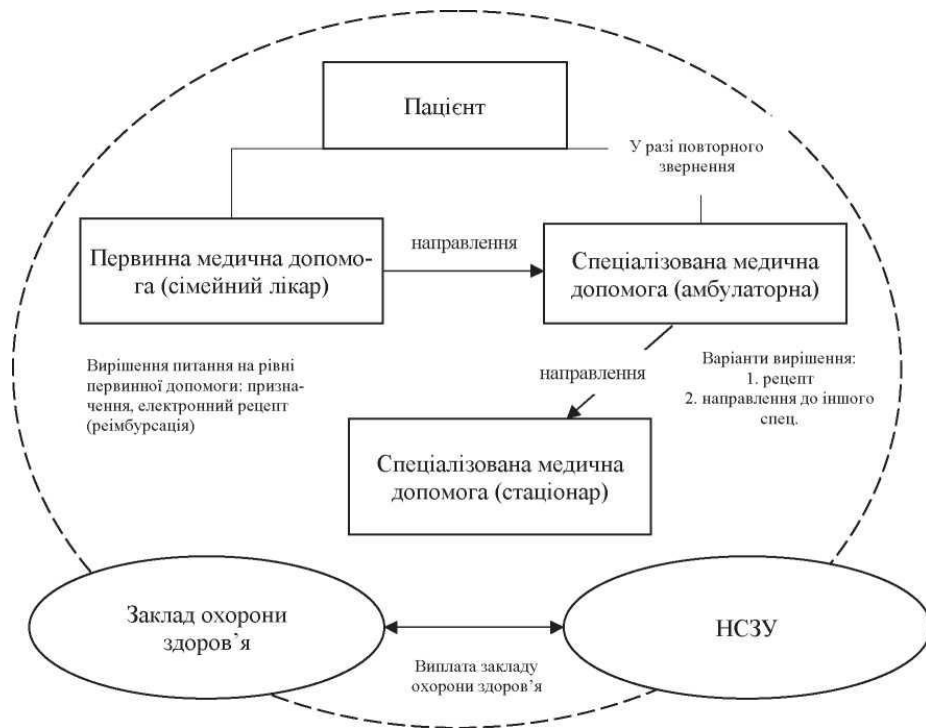 Пацієнт
У разі повторного
звернення
Первинна медична допомо-
га (сімейний лікар)
направлення
Спеціалізована медична
допомога (амбулаторна)
Вирішення питання на рівні
первинної допомоги: призна-
чення, електронний рецепт
(реімбурсація)
направлення
Варіанти вирішення:
1. рецепт
2. направлення до іншого
спец.
Спеціалізована медична
допомога (стаціонар)
Заклад охорони
здоров’я
НСЗУ
Виплата закладу
охорони здоров’я